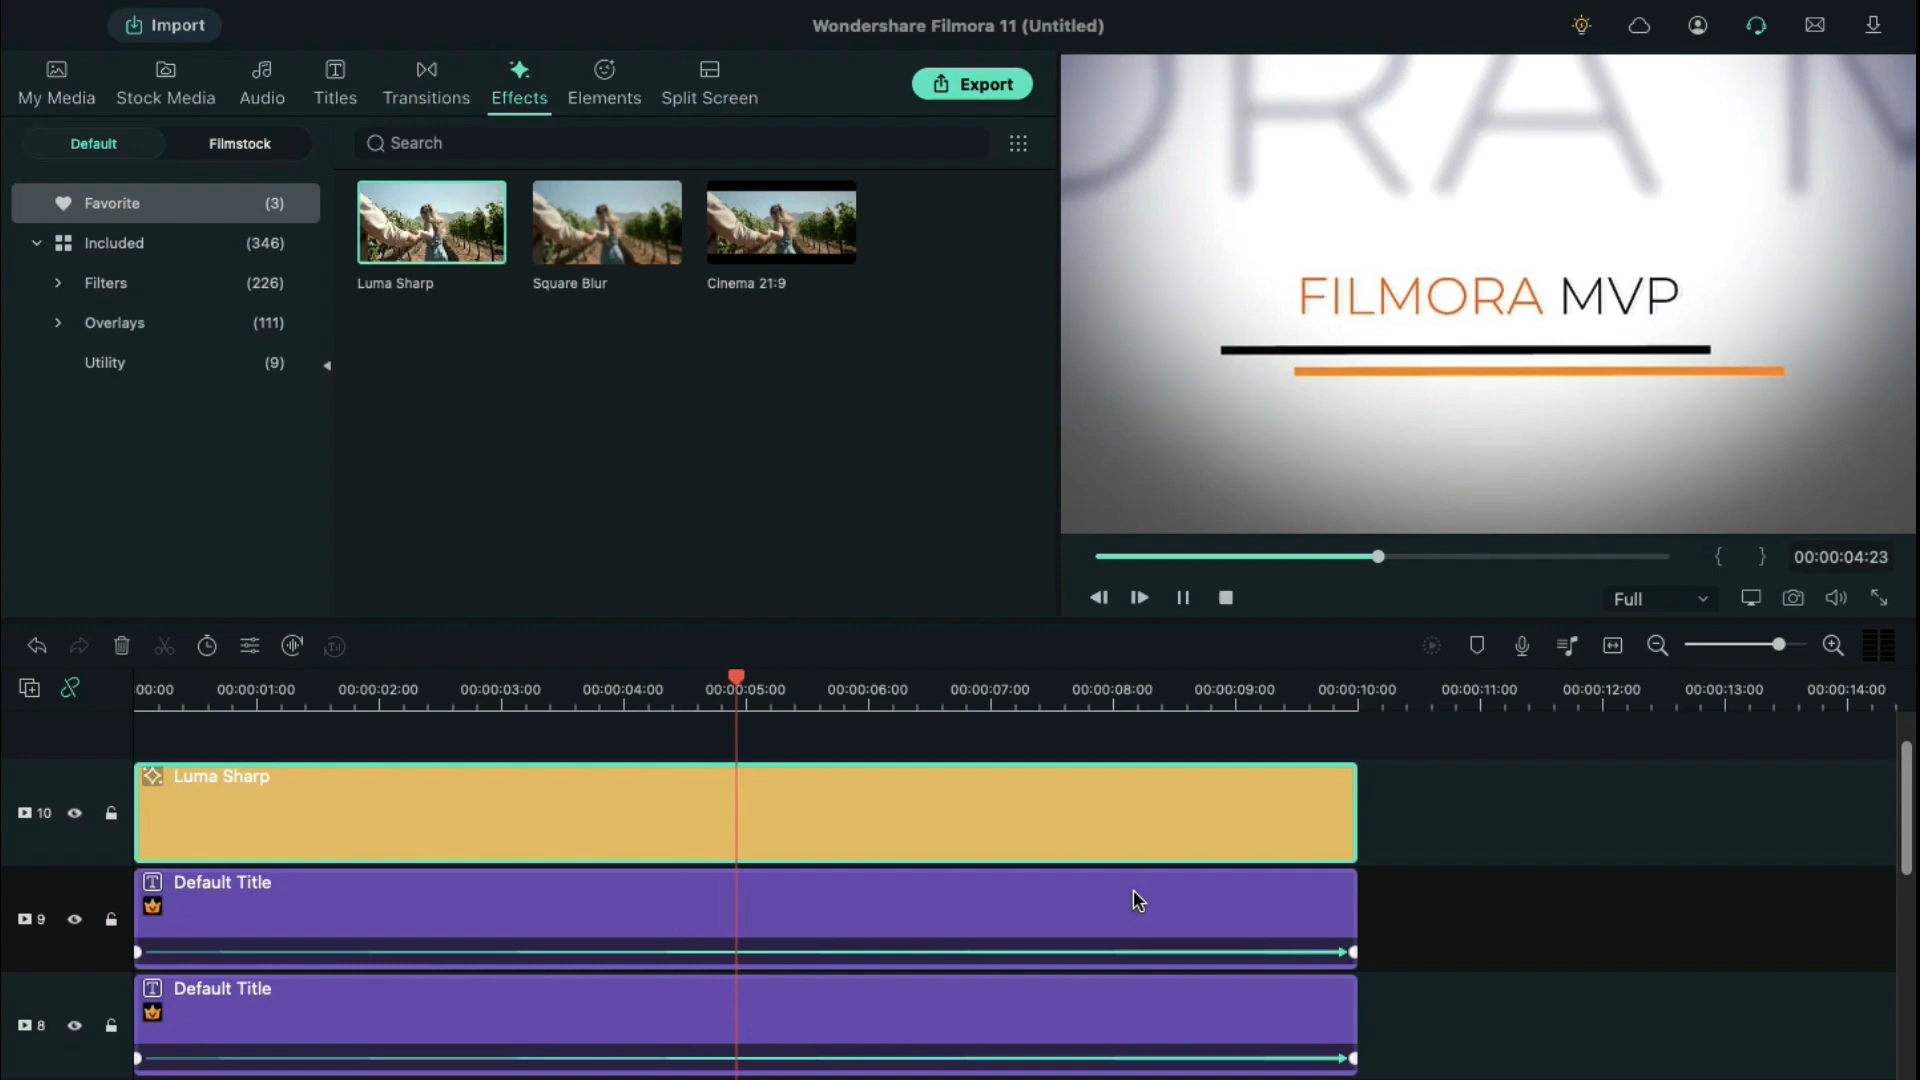 Import
Wondershare Filmora 11 (Untitled)
My Media
Stock Media
Audio
Titles
Transitions
Effects
Elements
Split Screen
Export
Default
Filmstock
Search
Favorite (3)
Included (346)
Filters (226)
Overlays (111)
Utility (9)
Luma Sharp
Square Blur
Cinema 21:9
ORA M
FILMORA MVP
{ } 00:00:04:23
Full
:00:00 00:00:01:00 00:00:02:00 00:00:03:00 00:00:04:00 00:00:05:00 00:00:06:00 00:00:07:00 00:00:08:00 00:00:09:00 00:00:10:00 00:00:11:00 00:00:12:00 00:00:13:00 00:00:14:00
Luma Sharp
10
T Default Title
9
T Default Title
8